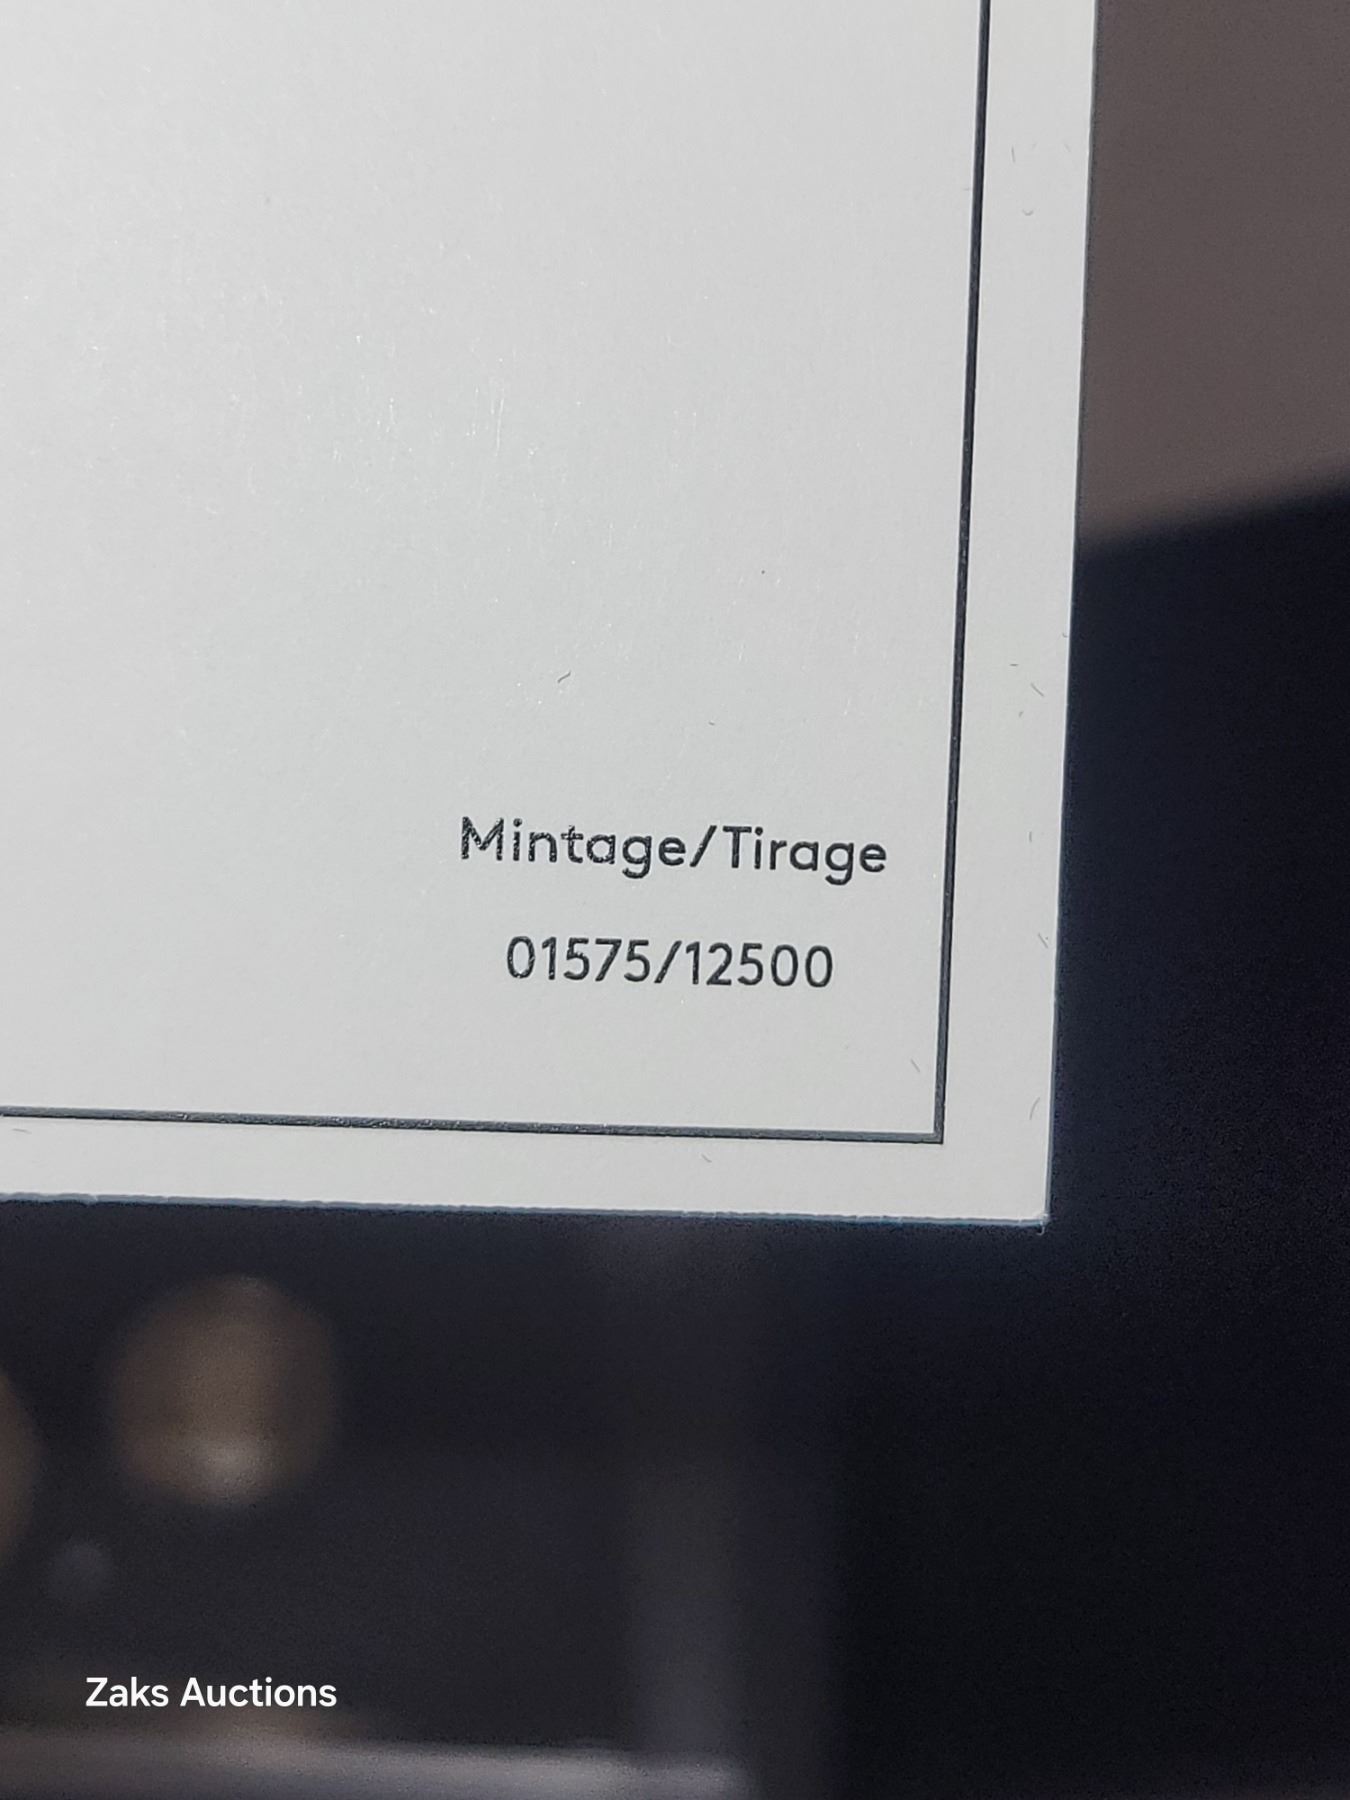 Mintage/Tirage
01575/12500
Zaks Auctions